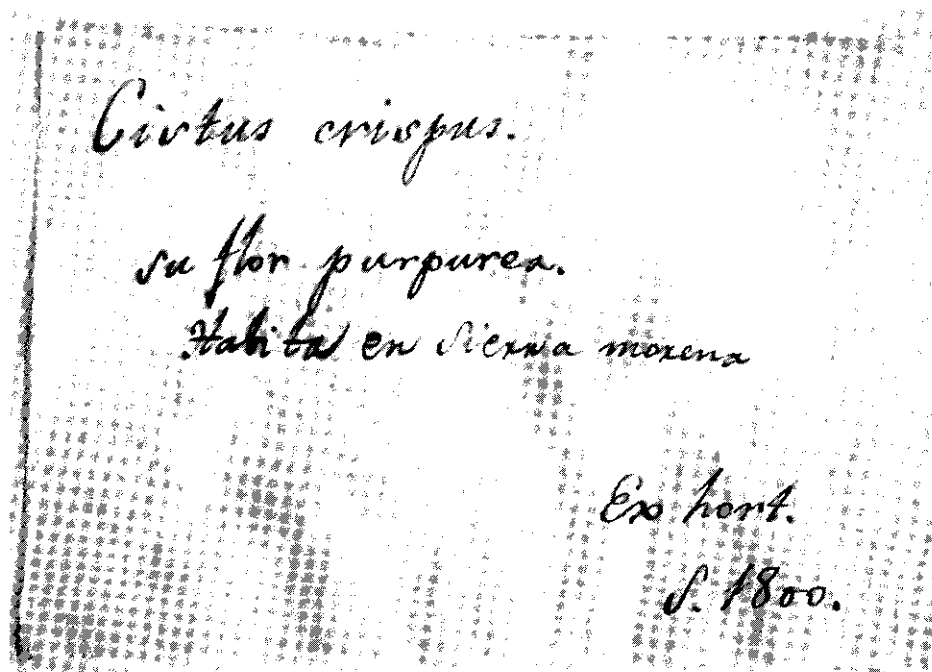 Cistus crispus.
su flor purpurea.
Habita en Sierra morena
Ex hort.
S. 1800.